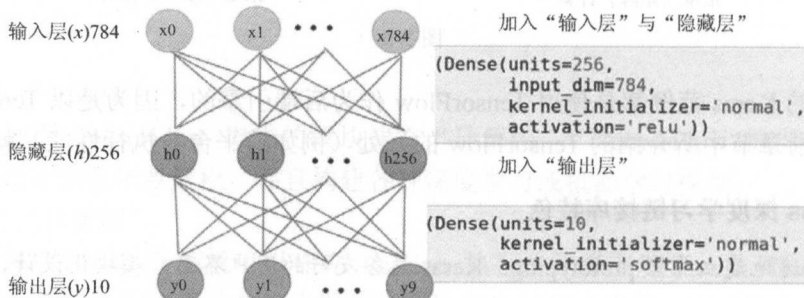 输入层(x)784
x0
x1
x784
加入“输入层”与“隐藏层”
(Dense(units=256,
input_dim=784,
kernel_initializer='normal',
activation='relu'))
隐藏层(h)256
h0
h1
h256
加入“输出层”
(Dense(units=10,
kernel_initializer='normal',
activation='softmax'))
输出层(y)10
y0
y1
y9